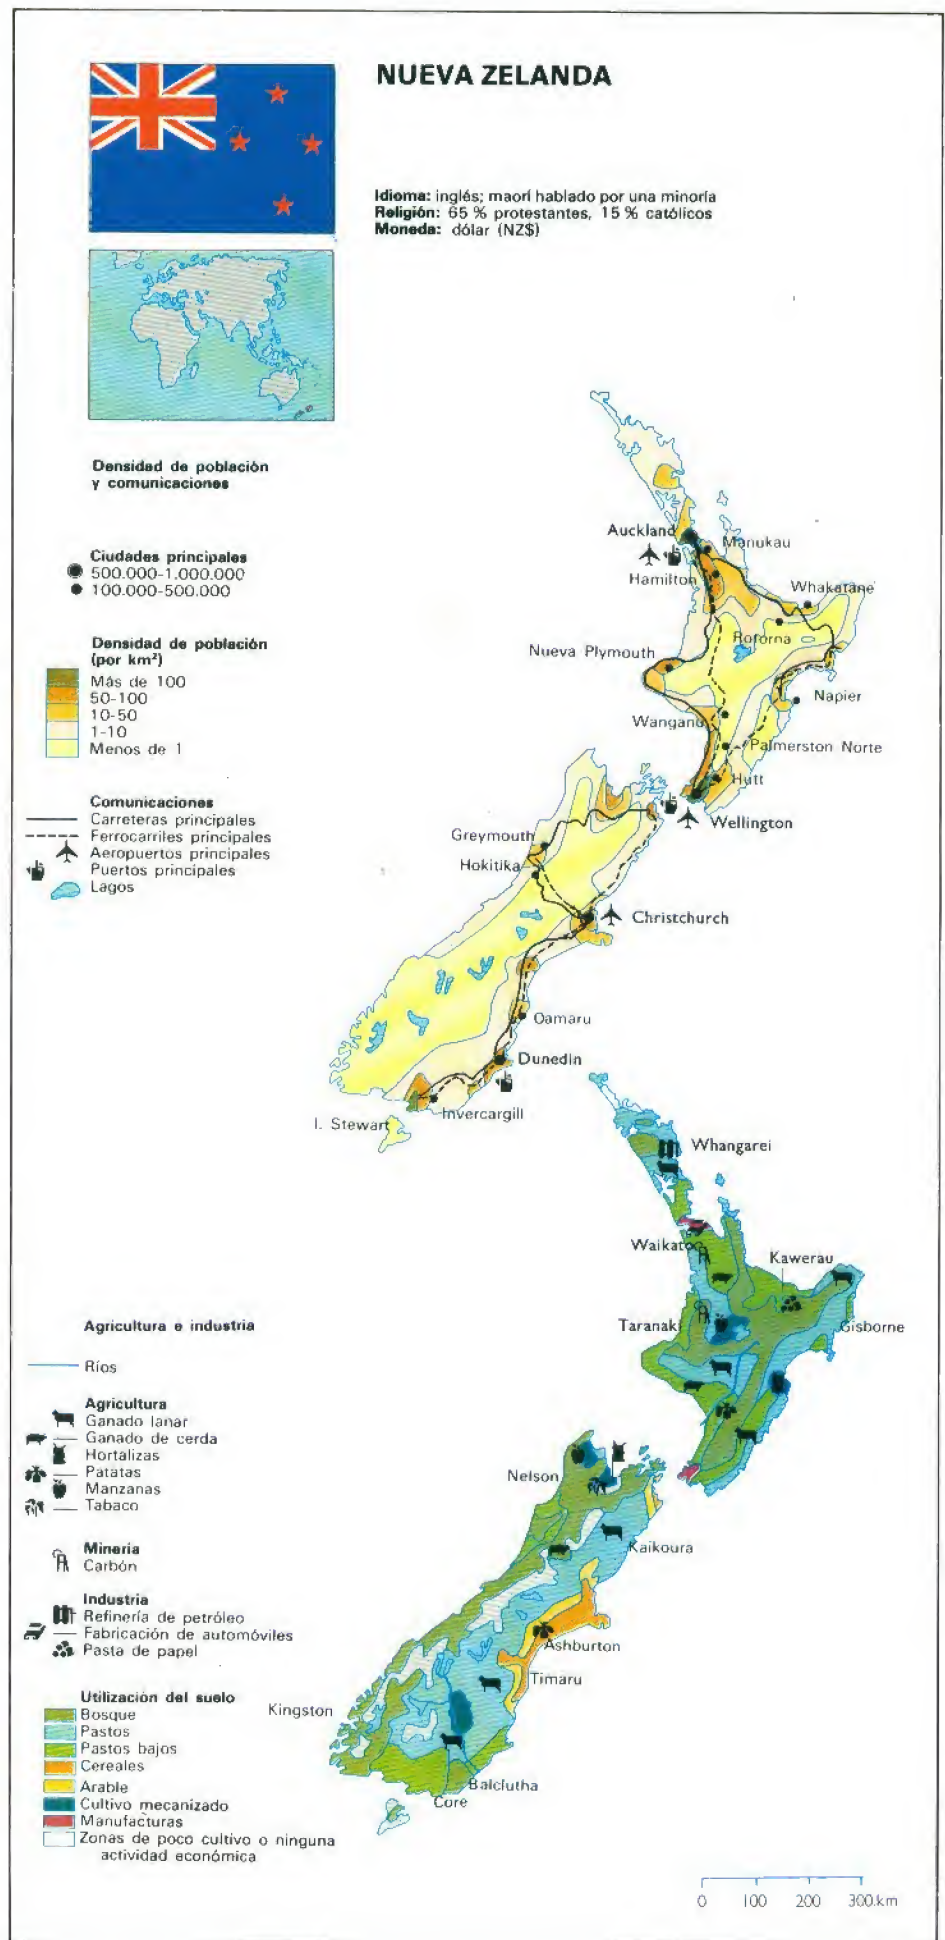 NUEVA ZELANDA
Idioma: inglés; maorí hablado por una minoría
Religión: 65 % protestantes, 15 % católicos
Moneda: dólar (NZ$)
Densidad de población
y comunicaciones
Ciudades principales
500.000-1.000.000
100.000-500.000
Densidad de población
(por km²)
Más de 100
50-100
10-50
1-10
Menos de 1
Comunicaciones
Carreteras principales
Ferrocarriles principales
Aeropuertos principales
Puertos principales
Lagos
Auckland
Manukau
Hamilton
Whakatane
Rotorna
Nueva Plymouth
Napier
Wanganu
Palmerston Norte
Hutt
Wellington
Greymouth
Hokitika
Christchurch
Oamaru
Dunedin
Invercargill
I. Stewart
Agricultura e industria
Ríos
Agricultura
Ganado lanar
Ganado de cerda
Hortalizas
Patatas
Manzanas
Tabaco
Minería
Carbón
Industria
Refinería de petróleo
Fabricación de automóviles
Pasta de papel
Utilización del suelo
Bosque
Pastos
Pastos bajos
Cereales
Arable
Cultivo mecanizado
Manufacturas
Zonas de poco cultivo o ninguna
actividad económica
Whangarei
Waikato
Kawerau
Taranaki
Gisborne
Nelson
Kaikoura
Ashburton
Timaru
Kingston
Balclutha
Core
0 100 200 300.km